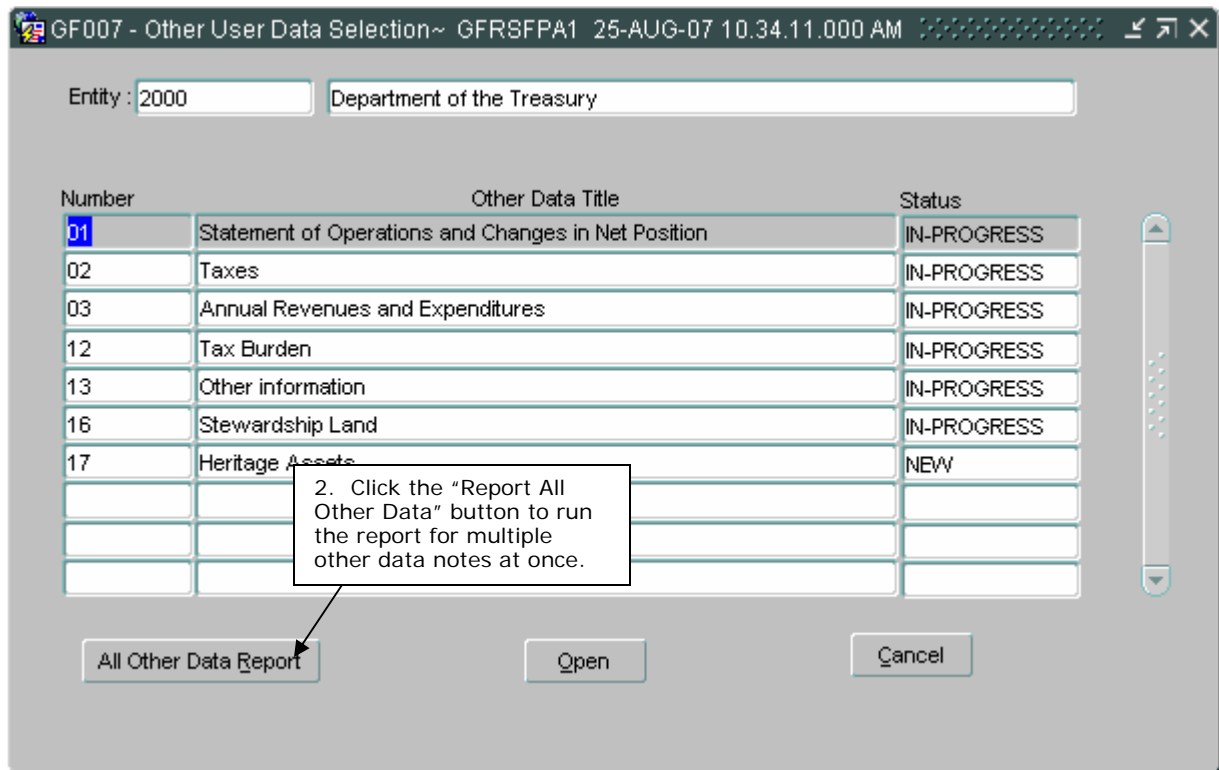 GF007 - Other User Data Selection~ GFRSFPA1 25-AUG-07 10.34.11.000 AM
Entity : 2000 Department of the Treasury
Number Other Data Title Status
01 Statement of Operations and Changes in Net Position IN-PROGRESS
02 Taxes IN-PROGRESS
03 Annual Revenues and Expenditures IN-PROGRESS
12 Tax Burden IN-PROGRESS
13 Other information IN-PROGRESS
16 Stewardship Land IN-PROGRESS
17 Heritage Assets NEW
2. Click the “Report All
Other Data” button to run
the report for multiple
other data notes at once.
All Other Data Report Open Cancel